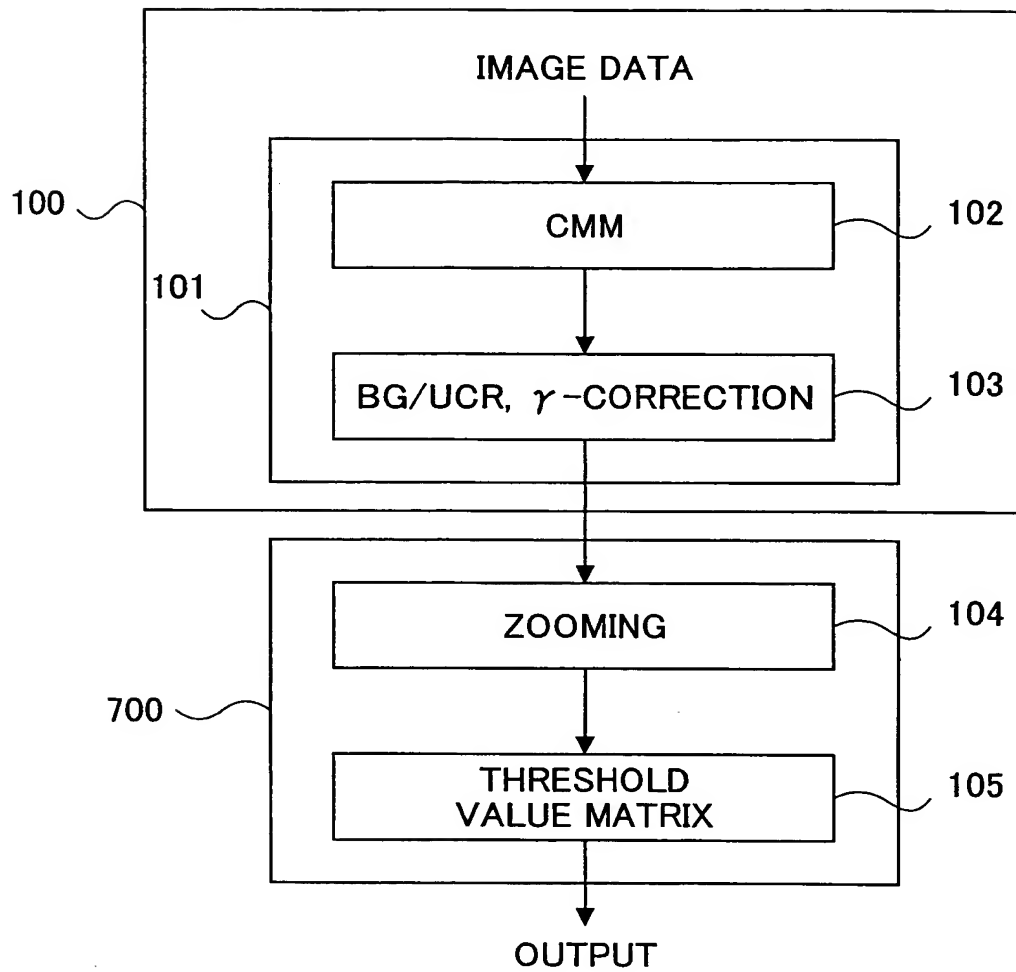 IMAGE DATA
100
CMM
102
101
BG/UCR, γ-CORRECTION
103
ZOOMING
104
700
THRESHOLD
VALUE MATRIX
105
OUTPUT